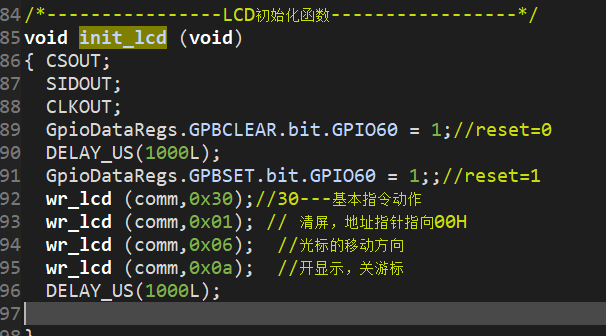 84 /*----------------LCD初始化函数-----------------*/
85 void init_lcd (void)
86 { CSOUT;
87 SIDOUT;
88 CLKOUT;
89 GpioDataRegs.GPBCLEAR.bit.GPIO60 = 1;//reset=0
90 DELAY_US(1000L);
91 GpioDataRegs.GPBSET.bit.GPIO60 = 1;;//reset=1
92 wr_lcd (comm,0x30);//30---基本指令动作
93 wr_lcd (comm,0x01); // 清屏，地址指针指向00H
94 wr_lcd (comm,0x06); //光标的移动方向
95 wr_lcd (comm,0x0a); //开显示，关游标
96 DELAY_US(1000L);
97
98 }